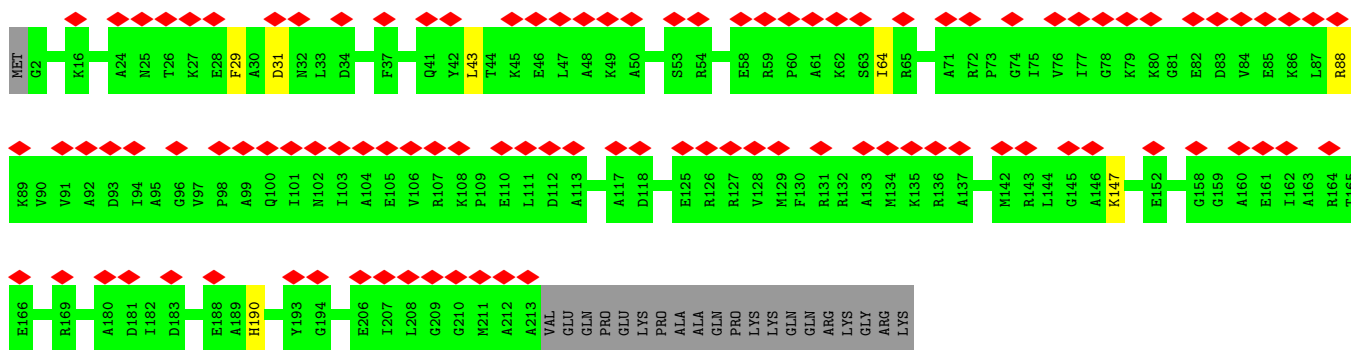 MET G2 K16 A24 N25 T26 K27 E28 F29 A30 D31 N32 L33 D34 F37 Q41 Y42 L43 T44 K45 E46 L47 A48 K49 A50 S53 R54 E58 R59 P60 A61 K62 S63 I64 R65 A71 R72 P73 G74 I75 V76 I77 G78 K79 K80 G81 E82 D83 V84 E85 K86 L87 R88
K89 V90 V91 A92 D93 I94 A95 G96 V97 P98 A99 Q100 I101 N102 I103 A104 E105 V106 R107 K108 P109 E110 L111 D112 A113 A117 D118 E125 R126 R127 V128 M129 F130 R131 R132 A133 M134 K135 R136 A137 M142 R143 L144 G145 A146 K147 E152 G158 G159 A160 E161 I162 A163 R164 T165
E166 R169 A180 D181 I182 D183 E188 A189 H190 Y193 G194 E206 I207 L208 G209 G210 M211 A212 A213 VAL GLU GLN PRO GLU LYS PRO ALA ALA GLN PRO LYS LYS GLN GLN ARG LYS GLY ARG LYS